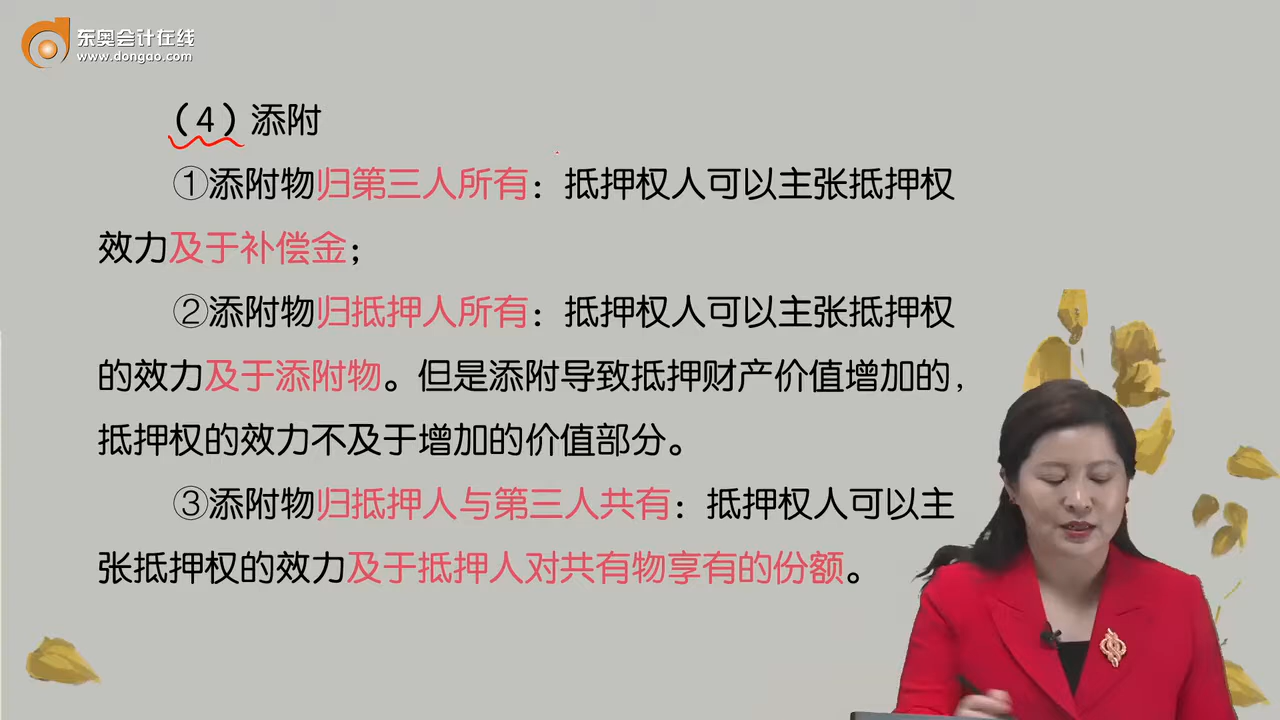 东奥会计在线
www.dongao.com
（4）添附
①添附物归第三人所有：抵押权人可以主张抵押权
效力及于补偿金；
②添附物归抵押人所有：抵押权人可以主张抵押权
的效力及于添附物。但是添附导致抵押财产价值增加的，
抵押权的效力不及于增加的价值部分。
③添附物归抵押人与第三人共有：抵押权人可以主
张抵押权的效力及于抵押人对共有物享有的份额。